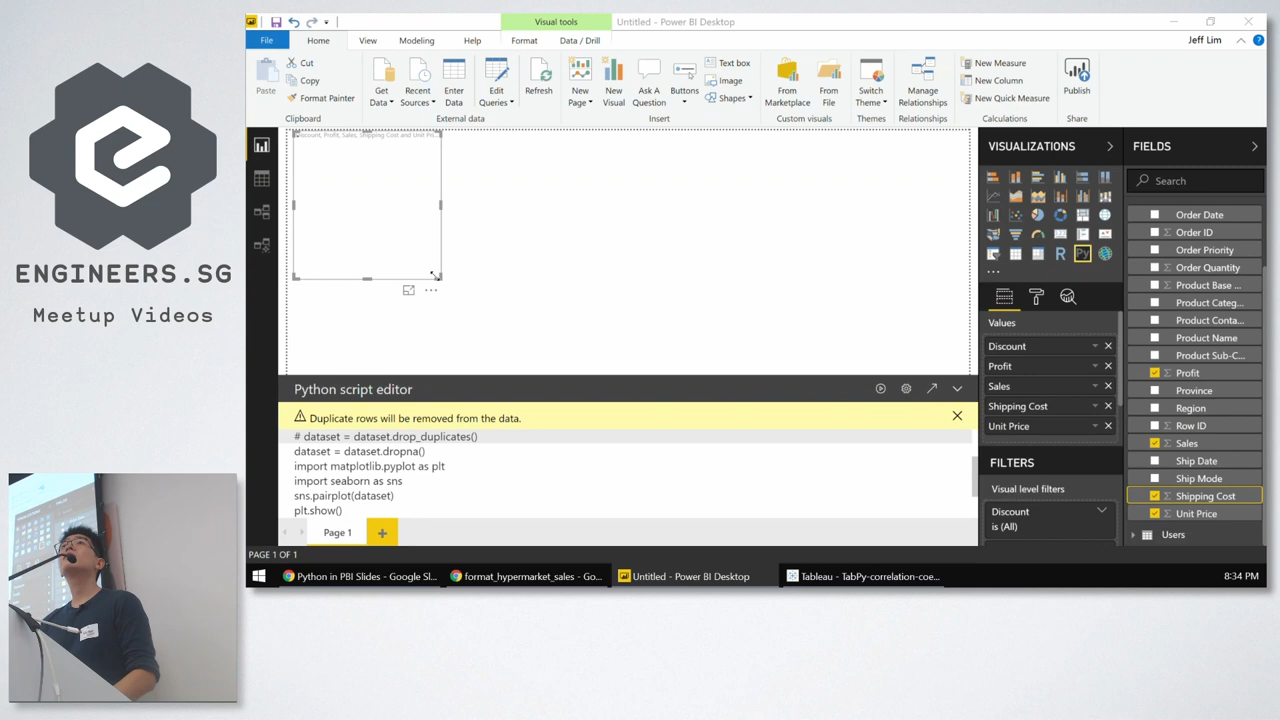 ENGINEERS.SG
Meetup Videos
Visual tools
Untitled - Power BI Desktop
File
Home
View
Modeling
Help
Format
Data / Drill
Jeff Lim
Paste
Cut
Copy
Format Painter
Clipboard
Get Data
Recent Sources
Enter Data
External data
Edit Queries
Refresh
New Page
New Visual
Ask A Question
Buttons
Text box
Image
Shapes
Insert
From Marketplace
From File
Custom visuals
Switch Theme
Themes
Manage Relationships
Relationships
New Measure
New Column
New Quick Measure
Calculations
Publish
Share
Discount, Profit, Sales, Shipping Cost and Unit Pri...
Python script editor
Duplicate rows will be removed from the data.
# dataset = dataset.drop_duplicates()
dataset = dataset.dropna()
import matplotlib.pyplot as plt
import seaborn as sns
sns.pairplot(dataset)
plt.show()
Page 1
PAGE 1 OF 1
VISUALIZATIONS
R
Py
Values
Discount
Profit
Sales
Shipping Cost
Unit Price
FILTERS
Visual level filters
Discount
is (All)
FIELDS
Search
Order Date
Order ID
Order Priority
Order Quantity
Product Base ...
Product Categ...
Product Conta...
Product Name
Product Sub-C...
Profit
Province
Region
Row ID
Sales
Ship Date
Ship Mode
Shipping Cost
Unit Price
Users
Python in PBI Slides - Google Sl...
format_hypermarket_sales - Go...
Untitled - Power BI Desktop
Tableau - TabPy-correlation-coe...
8:34 PM